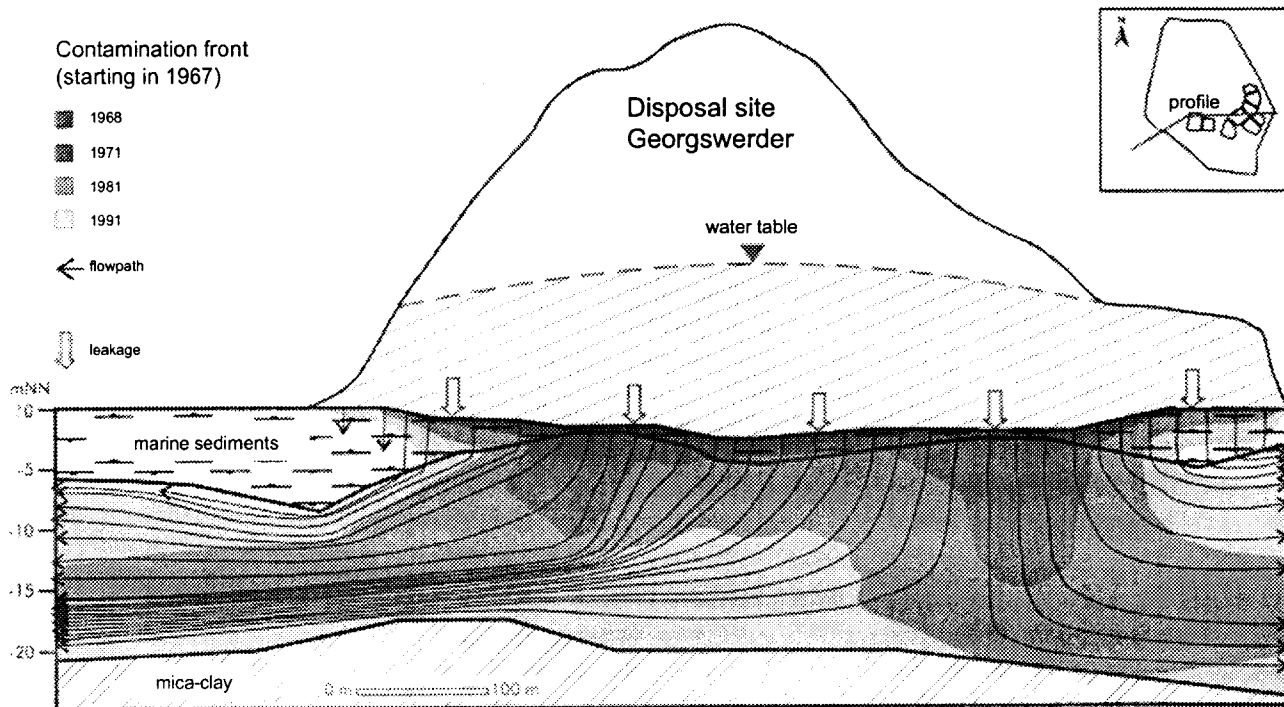 Contamination front
(starting in 1967)
1968
1971
1981
1991
flowpath
leakage
Disposal site
Georgswerder
water table
N
profile
mNN
±0
-5
-10
-15
-20
marine sediments
mica-clay
0 m
100 m